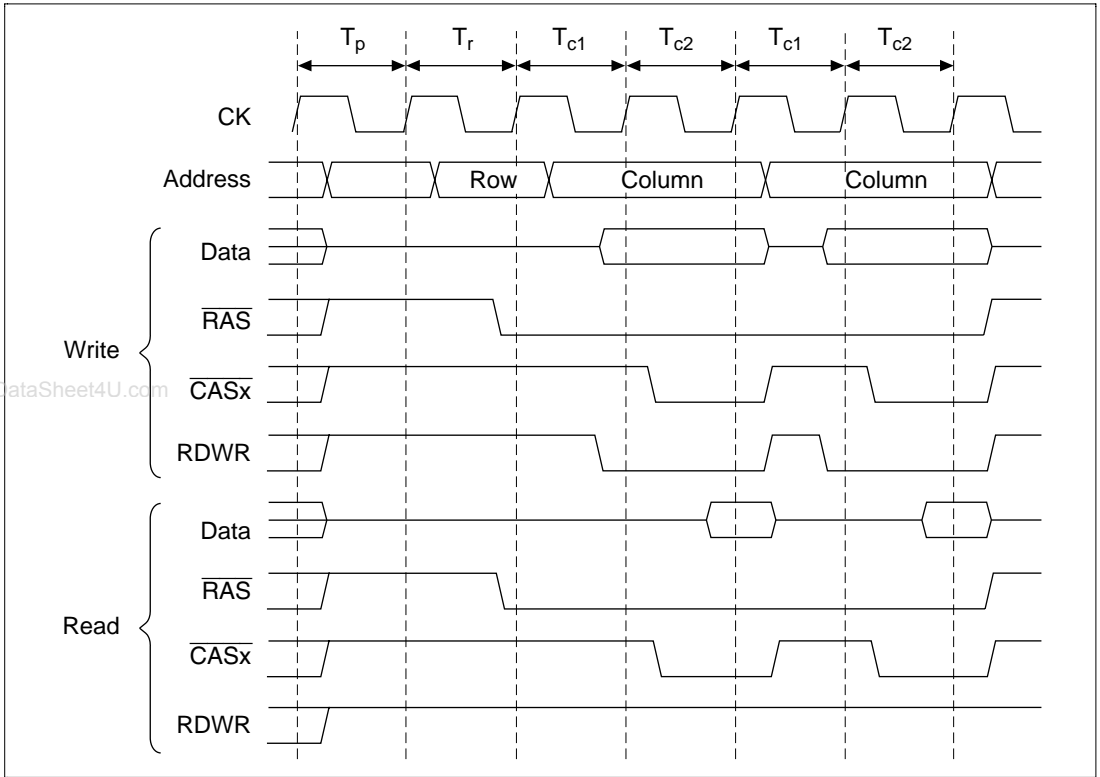 Tp Tr Tc1 Tc2 Tc1 Tc2
CK
Address Row Column Column
Write
Data
RAS
CASx
RDWR
DataSheet4U.com
Read
Data
RAS
CASx
RDWR